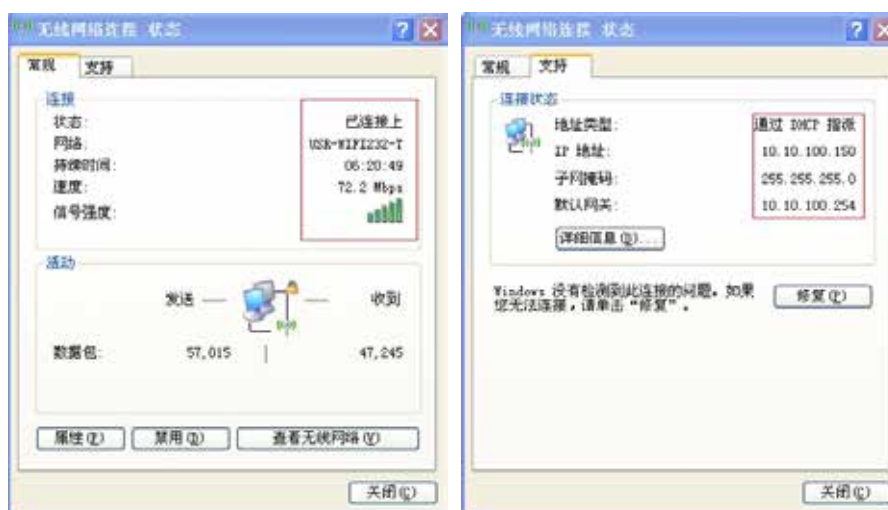 无线网络连接 状态
常规 支持
连接
状态: 已连接上
网络: USR-WIFI232-T
持续时间: 06:20:49
速度: 72.2 Mbps
信号强度:
活动
发送 — — 收到
数据包: 57,015 | 47,245
属性(P) 禁用(D) 查看无线网络(V)
关闭(C)
无线网络连接 状态
常规 支持
连接状态
地址类型: 通过 DHCP 指派
IP 地址: 10.10.100.150
子网掩码: 255.255.255.0
默认网关: 10.10.100.254
详细信息(D)...
Windows 没有检测到此连接的问题。如果
您无法连接，请单击“修复”。
修复(P)
关闭(C)